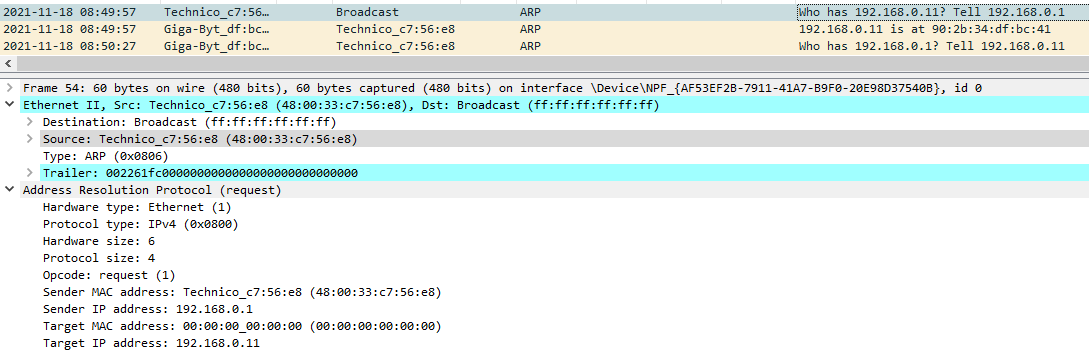 2021-11-18 08:49:57 Technico_c7:56… Broadcast ARP Who has 192.168.0.11? Tell 192.168.0.1
2021-11-18 08:49:57 Giga-Byt_df:bc… Technico_c7:56:e8 ARP 192.168.0.11 is at 90:2b:34:df:bc:41
2021-11-18 08:50:27 Giga-Byt_df:bc… Technico_c7:56:e8 ARP Who has 192.168.0.1? Tell 192.168.0.11
Frame 54: 60 bytes on wire (480 bits), 60 bytes captured (480 bits) on interface \Device\NPF_{AF53EF2B-7911-41A7-B9F0-20E98D37540B}, id 0
Ethernet II, Src: Technico_c7:56:e8 (48:00:33:c7:56:e8), Dst: Broadcast (ff:ff:ff:ff:ff:ff)
Destination: Broadcast (ff:ff:ff:ff:ff:ff)
Source: Technico_c7:56:e8 (48:00:33:c7:56:e8)
Type: ARP (0x0806)
Trailer: 002261fc0000000000000000000000000000
Address Resolution Protocol (request)
Hardware type: Ethernet (1)
Protocol type: IPv4 (0x0800)
Hardware size: 6
Protocol size: 4
Opcode: request (1)
Sender MAC address: Technico_c7:56:e8 (48:00:33:c7:56:e8)
Sender IP address: 192.168.0.1
Target MAC address: 00:00:00_00:00:00 (00:00:00:00:00:00)
Target IP address: 192.168.0.11